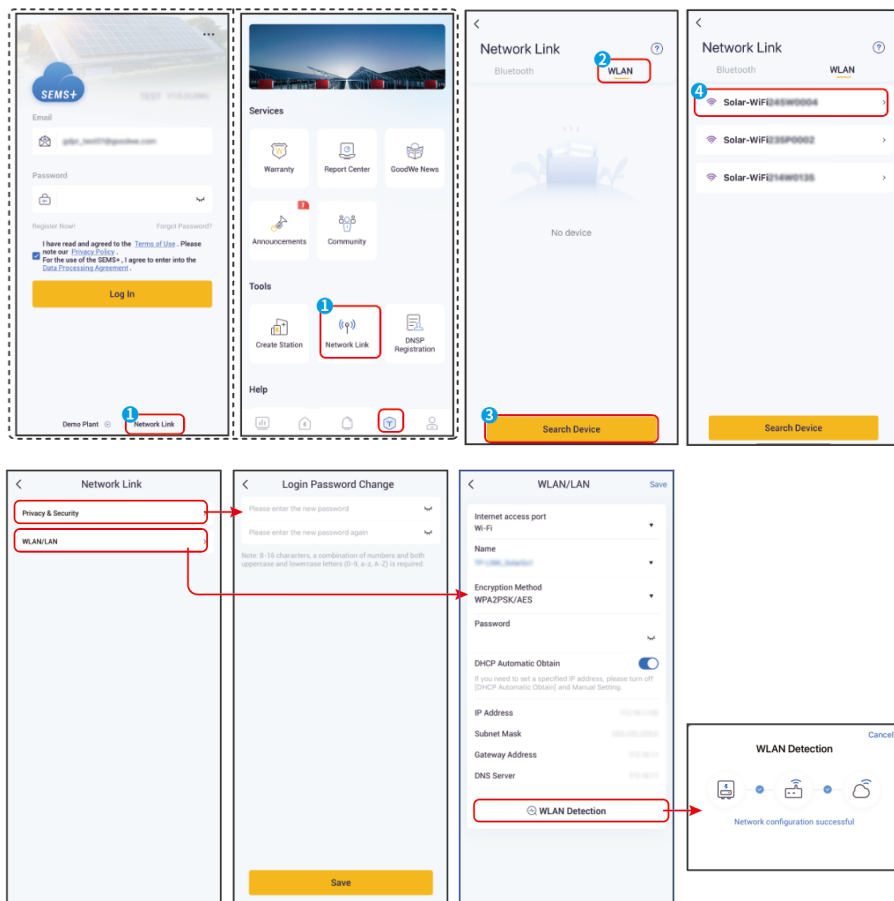 SEMS+
Email
Password
Register Now!
Forgot Password?
I have read and agreed to the Terms of Use . Please
note our Privacy Policy .
For the use of the SEMS+ , I agree to enter into the
Data Processing Agreement .
Log In
Demo Plant
1
Network Link
Services
Warranty
Report Center
GoodWe News
Announcements
Community
Tools
1
Create Station
Network Link
DNSP
Registration
Help
Network Link
?
Bluetooth
2
WLAN
No device
3
Search Device
Network Link
?
Bluetooth
WLAN
4
Solar-WiFi
Solar-WiFi
Solar-WiFi
Search Device
Network Link
Privacy & Security
WLAN/LAN
Login Password Change
Please enter the new password
Please enter the new password again
Note: 8-16 characters, a combination of numbers and both
uppercase and lowercase letters (0-9, a-z, A-Z) is required.
Save
WLAN/LAN
Save
Internet access port
Wi-Fi
Name
Encryption Method
WPA2PSK/AES
Password
DHCP Automatic Obtain
If you need to set a specified IP address, please turn off
[DHCP Automatic Obtain] and Manual Setting.
IP Address
Subnet Mask
Gateway Address
DNS Server
WLAN Detection
Cancel
WLAN Detection
Network configuration successful